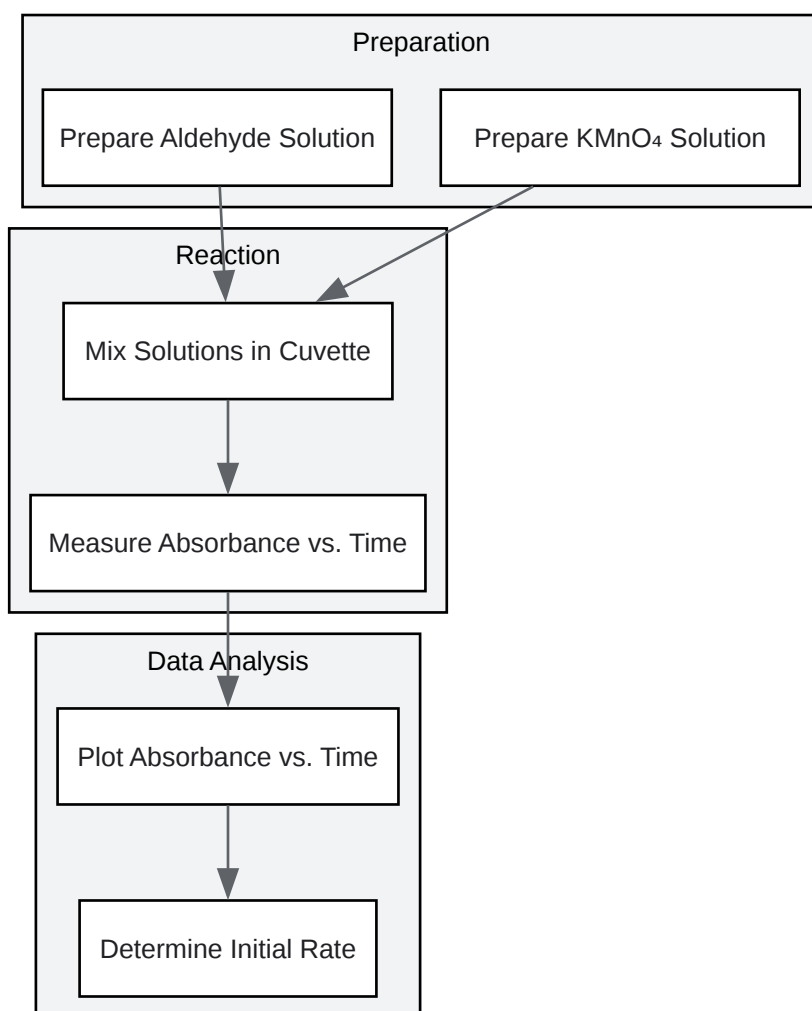 Preparation
Prepare Aldehyde Solution
Prepare KMnO₄ Solution
Reaction
Mix Solutions in Cuvette
Measure Absorbance vs. Time
Data Analysis
Plot Absorbance vs. Time
Determine Initial Rate